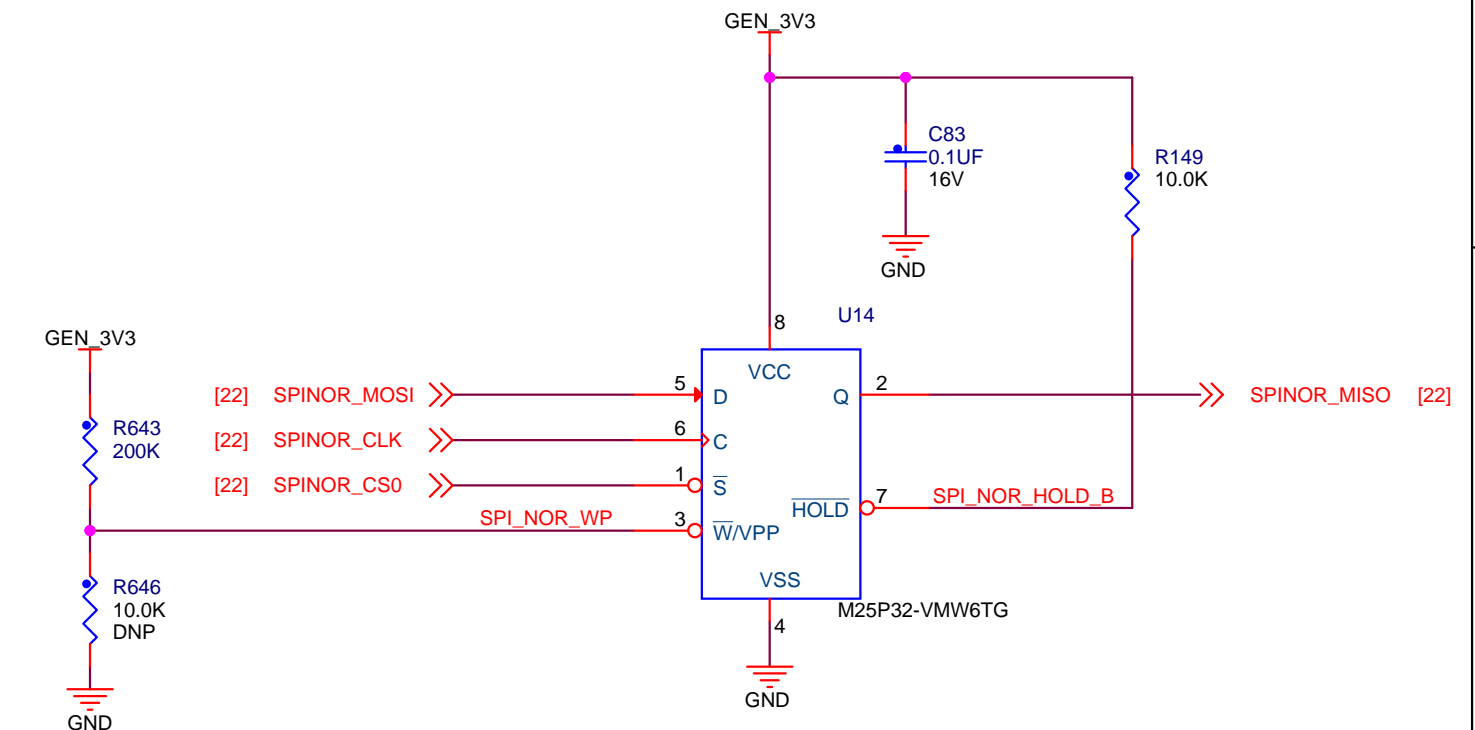 GEN_3V3
C83
0.1UF
16V
R149
10.0K
GND
U14
8
GEN_3V3
VCC
[22] SPINOR_MOSI 5 D Q 2 SPINOR_MISO [22]
R643
200K
[22] SPINOR_CLK 6 C
[22] SPINOR_CS0 1 S
SPI_NOR_WP 3 W/VPP
HOLD 7 SPI_NOR_HOLD_B
VSS
R646
10.0K
DNP
M25P32-VMW6TG
4
GND
GND